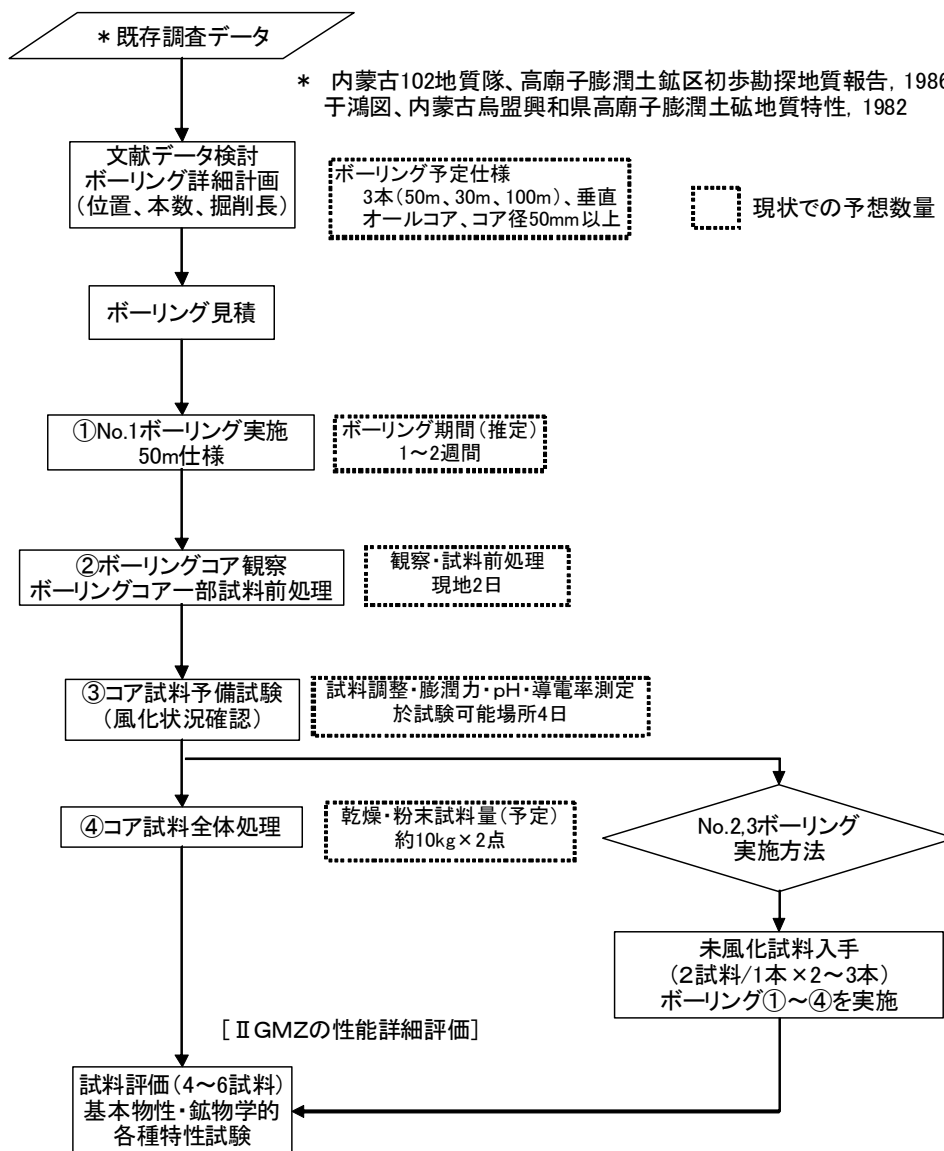 * 既存調査データ
* 内蒙古102地質隊、高廟子膨潤土鉱区初歩勘探地質報告, 1986
于鴻図、内蒙古烏盟興和県高廟子膨潤土砿地質特性, 1982
文献データ検討
ボーリング詳細計画
(位置、本数、掘削長)
ボーリング予定仕様
3本(50m、30m、100m)、垂直
オールコア、コア径50mm以上
現状での予想数量
ボーリング見積
①No.1ボーリング実施
50m仕様
ボーリング期間(推定)
1~2週間
②ボーリングコア観察
ボーリングコア一部試料前処理
観察・試料前処理
現地2日
③コア試料予備試験
(風化状況確認)
試料調整・膨潤力・pH・導電率測定
於試験可能場所4日
④コア試料全体処理
乾燥・粉末試料量(予定)
約10kg×2点
No.2,3ボーリング
実施方法
未風化試料入手
(2試料/1本×2~3本)
ボーリング①~④を実施
[ⅡGMZの性能詳細評価]
試料評価(4~6試料)
基本物性・鉱物学的
各種特性試験